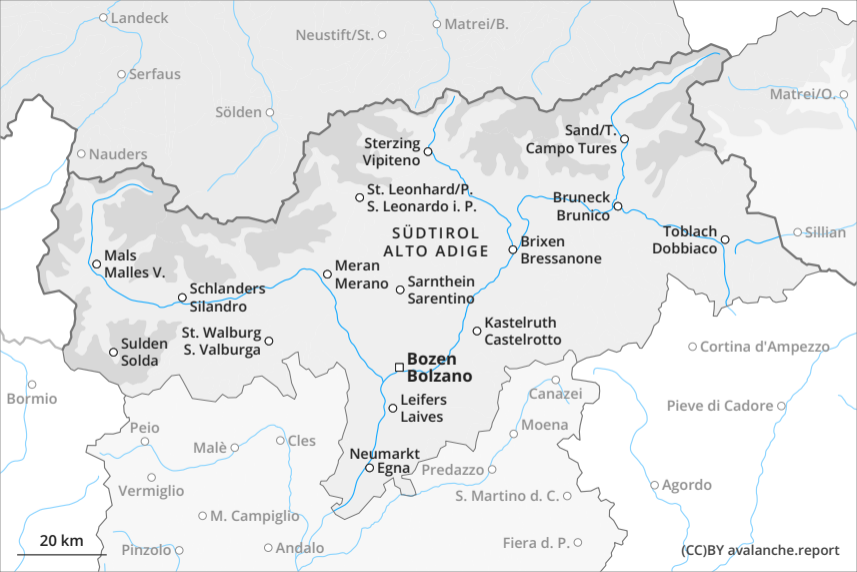 Landeck
Matrei/B.
Neustift/St.
Serfaus
Matrei/O.
Sölden
Sand/T.
Campo Tures
Sterzing
Vipiteno
Nauders
St. Leonhard/P.
S. Leonardo i. P.
Bruneck
Brunico
SÜDTIROL
ALTO ADIGE
Toblach
Dobbiaco
Sillian
Brixen
Bressanone
Mals
Malles V.
Meran
Merano
Sarnthein
Sarentino
Schlanders
Silandro
Kastelruth
Castelrotto
St. Walburg
S. Valburga
Sulden
Solda
Cortina d'Ampezzo
Bozen
Bolzano
Bormio
Canazei
Leifers
Laives
Pieve di Cadore
Peio
Moena
Malè
Cles
Neumarkt
Egna
Predazzo
Vermiglio
Agordo
S. Martino d. C.
M. Campiglio
20 km
Pinzolo
Andalo
Fiera d. P.
(CC)BY avalanche.report